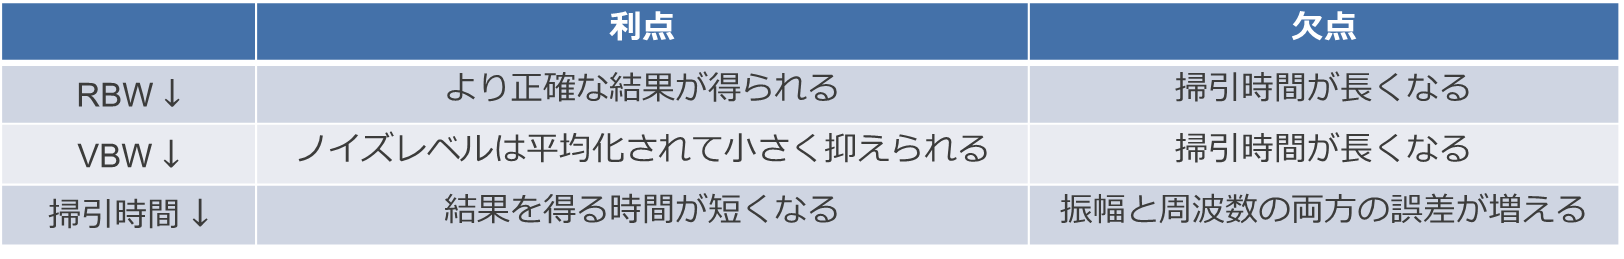 利点 欠点
RBW↓ より正確な結果が得られる 掃引時間が長くなる
VBW↓ ノイズレベルは平均化されて小さく抑えられる 掃引時間が長くなる
掃引時間↓ 結果を得る時間が短くなる 振幅と周波数の両方の誤差が増える